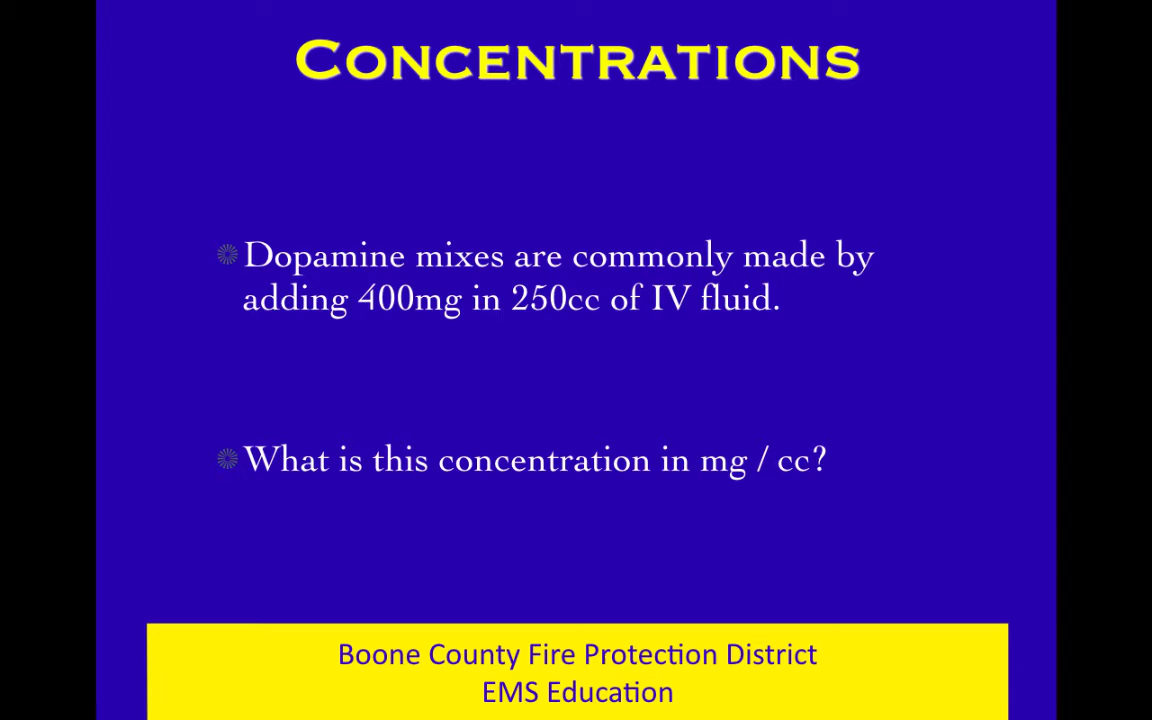 CONCENTRATIONS
Dopamine mixes are commonly made by
adding 400mg in 250cc of IV fluid.
What is this concentration in mg / cc?
Boone County Fire Protection District
EMS Education